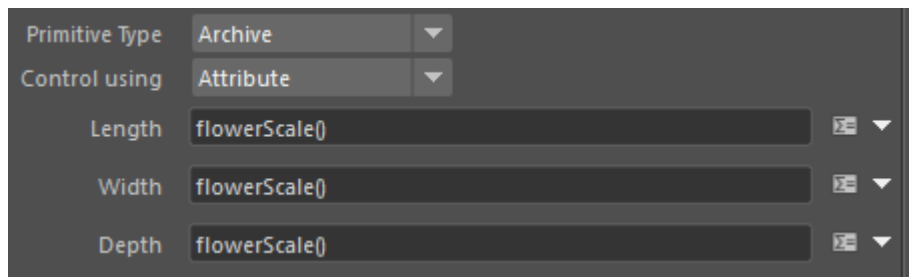 Primitive Type Archive
Control using Attribute
Length flowerScale()
Width flowerScale()
Depth flowerScale()